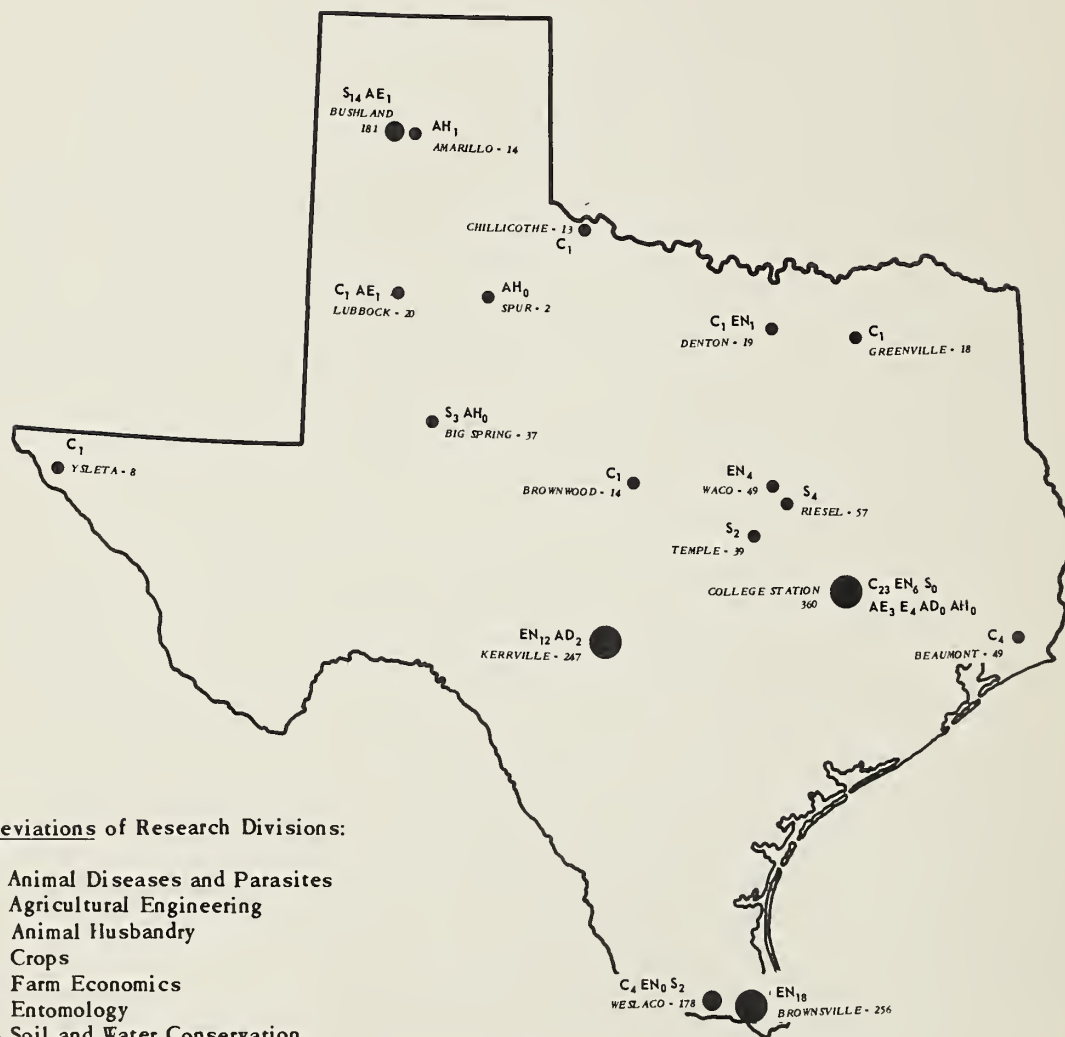 S₁₄ AE₁
BUSHLAND
181
AH₁
AMARILLO - 14
CHILLICOTHE - 13
C₁
C₁ AE₁
LUBBOCK - 20
AH₀
SPUR - 2
C₁ EN₁
DENTON - 19
C₁
GREENVILLE - 18
S₃ AH₀
BIG SPRING - 37
C₁
YSLETA - 8
C₁
BROWNWOOD - 14
EN₄
WACO - 49
S₄
RIESEL - 57
S₂
TEMPLE - 39
COLLEGE STATION
360
C₂₃ EN₆ S₀
AE₃ E₄ AD₀ AH₀
EN₁₂ AD₂
KERRVILLE - 247
C₄
BEAUMONT - 49
eviations of Research Divisions:
Animal Diseases and Parasites
Agricultural Engineering
Animal Husbandry
Crops
Farm Economics
Entomology
Soil and Water Conservation
C₄ EN₀ S₂
WESLACO - 178
EN₁₈
BROWNSVILLE - 256